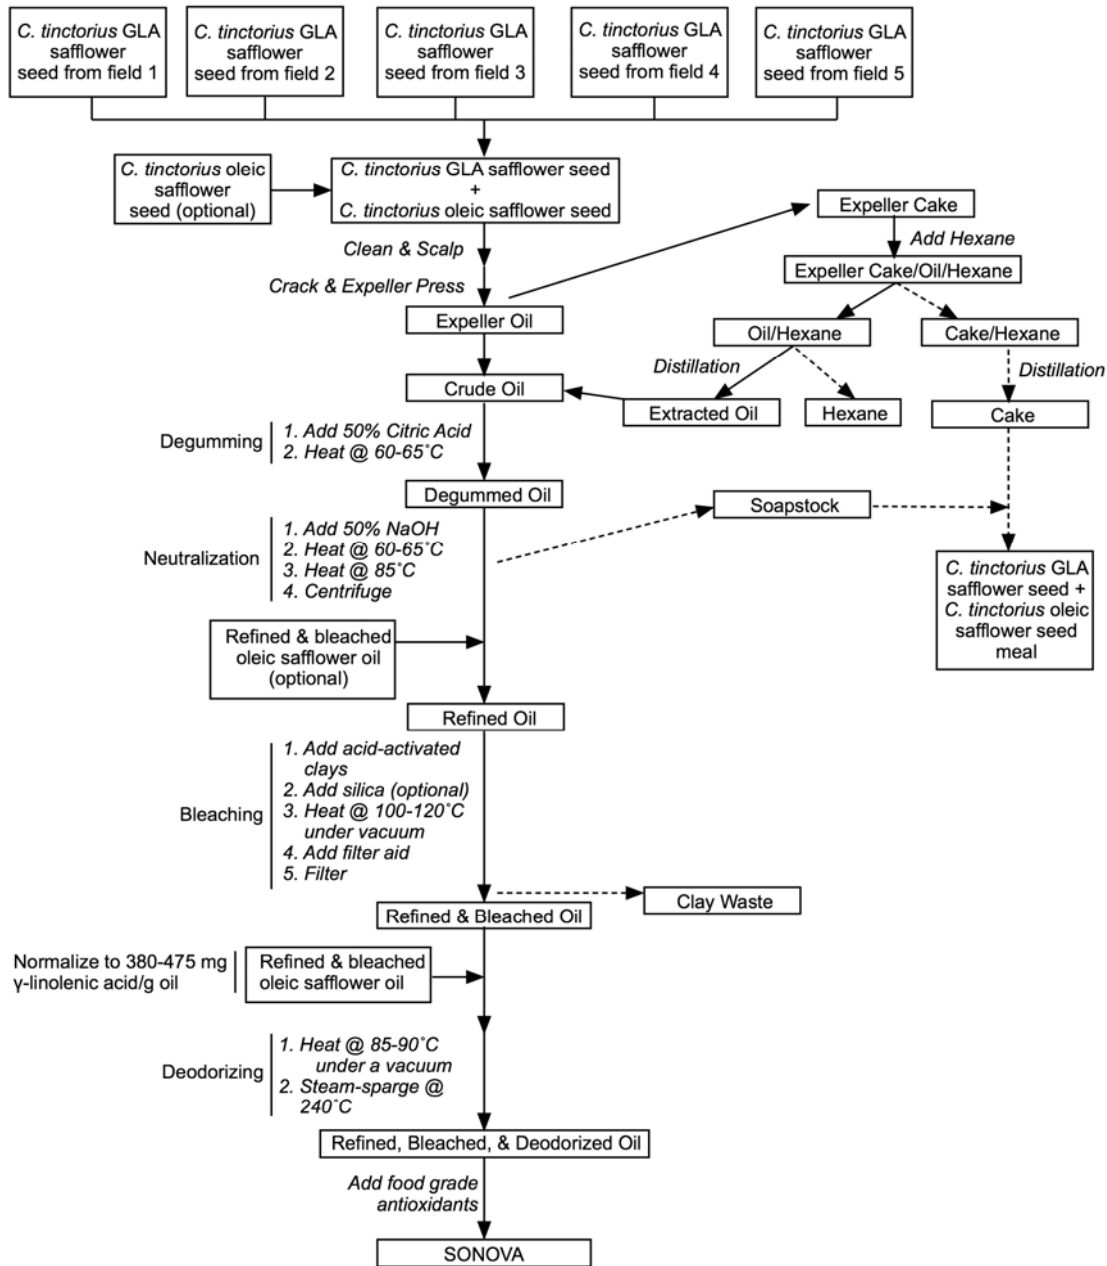 C. tinctorius GLA
safflower
seed from field 1
C. tinctorius GLA
safflower
seed from field 2
C. tinctorius GLA
safflower
seed from field 3
C. tinctorius GLA
safflower
seed from field 4
C. tinctorius GLA
safflower
seed from field 5
C. tinctorius oleic
safflower
seed (optional)
C. tinctorius GLA safflower seed
+
C. tinctorius oleic safflower seed
Expeller Cake
Clean & Scalp
Add Hexane
Crack & Expeller Press
Expeller Cake/Oil/Hexane
Expeller Oil
Oil/Hexane
Cake/Hexane
Distillation
Distillation
Crude Oil
Extracted Oil
Hexane
Cake
Degumming
1. Add 50% Citric Acid
2. Heat @ 60-65˚C
Degummed Oil
Soapstock
Neutralization
1. Add 50% NaOH
2. Heat @ 60-65˚C
3. Heat @ 85˚C
4. Centrifuge
C. tinctorius GLA
safflower seed +
C. tinctorius oleic
safflower seed
meal
Refined & bleached
oleic safflower oil
(optional)
Refined Oil
Bleaching
1. Add acid-activated
clays
2. Add silica (optional)
3. Heat @ 100-120˚C
under vacuum
4. Add filter aid
5. Filter
Clay Waste
Refined & Bleached Oil
Normalize to 380-475 mg
γ-linolenic acid/g oil
Refined & bleached
oleic safflower oil
Deodorizing
1. Heat @ 85-90˚C
under a vacuum
2. Steam-sparge @
240˚C
Refined, Bleached, & Deodorized Oil
Add food grade
antioxidants
SONOVA